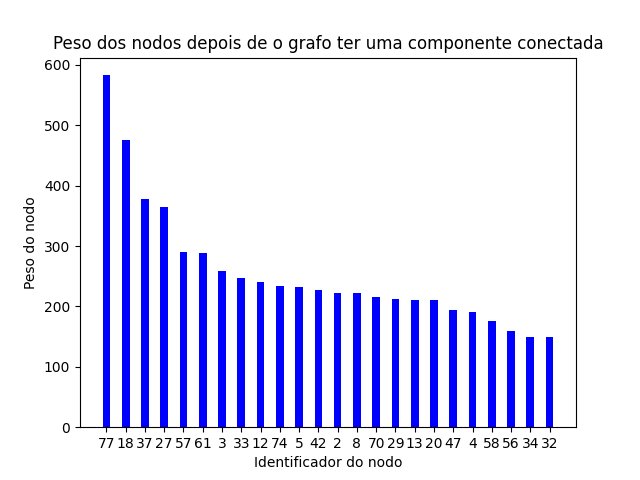 Peso dos nodos depois de o grafo ter uma componente conectada
600
500
400
300
200
100
0
Peso do nodo
77 18 37 27 57 61 3 33 12 74 5 42 2 8 70 29 13 20 47 4 58 56 34 32
Identificador do nodo